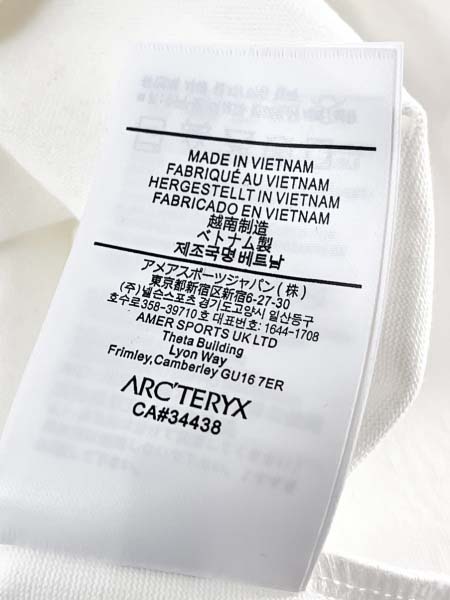 MADE IN VIETNAM
FABRIQUÉ AU VIETNAM
HERGESTELLT IN VIETNAM
FABRICADO EN VIETNAM
越南制造
ベトナム製
제조국명 베트남
アメアスポーツジャパン(株)
東京都新宿区新宿6-27-30
(주)넬슨스포츠 경기도고양시 일산동구
호수로358-39710호 대표번호: 1644-1708
AMER SPORTS UK LTD
Theta Building
Lyon Way
Frimley, Camberley GU16 7ER
ARC'TERYX
CA#34438